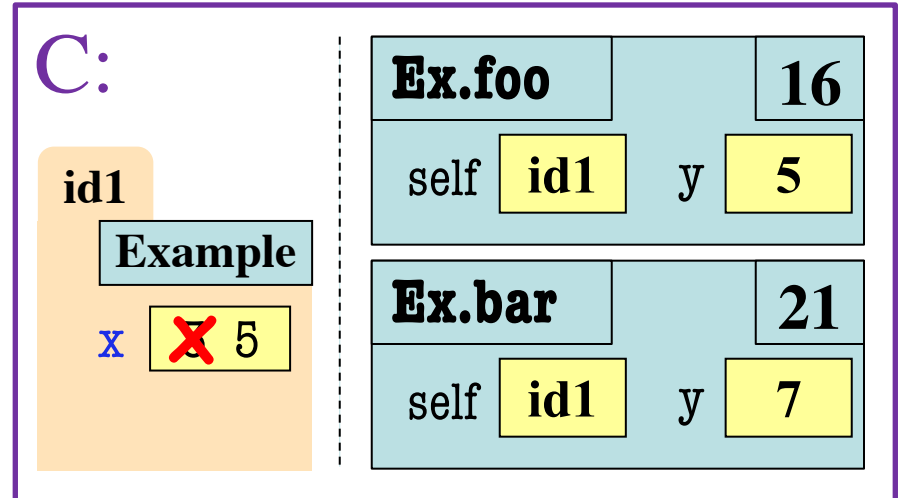 C:
id1
Example
x 5
Ex.foo 16
self id1 y 5
Ex.bar 21
self id1 y 7